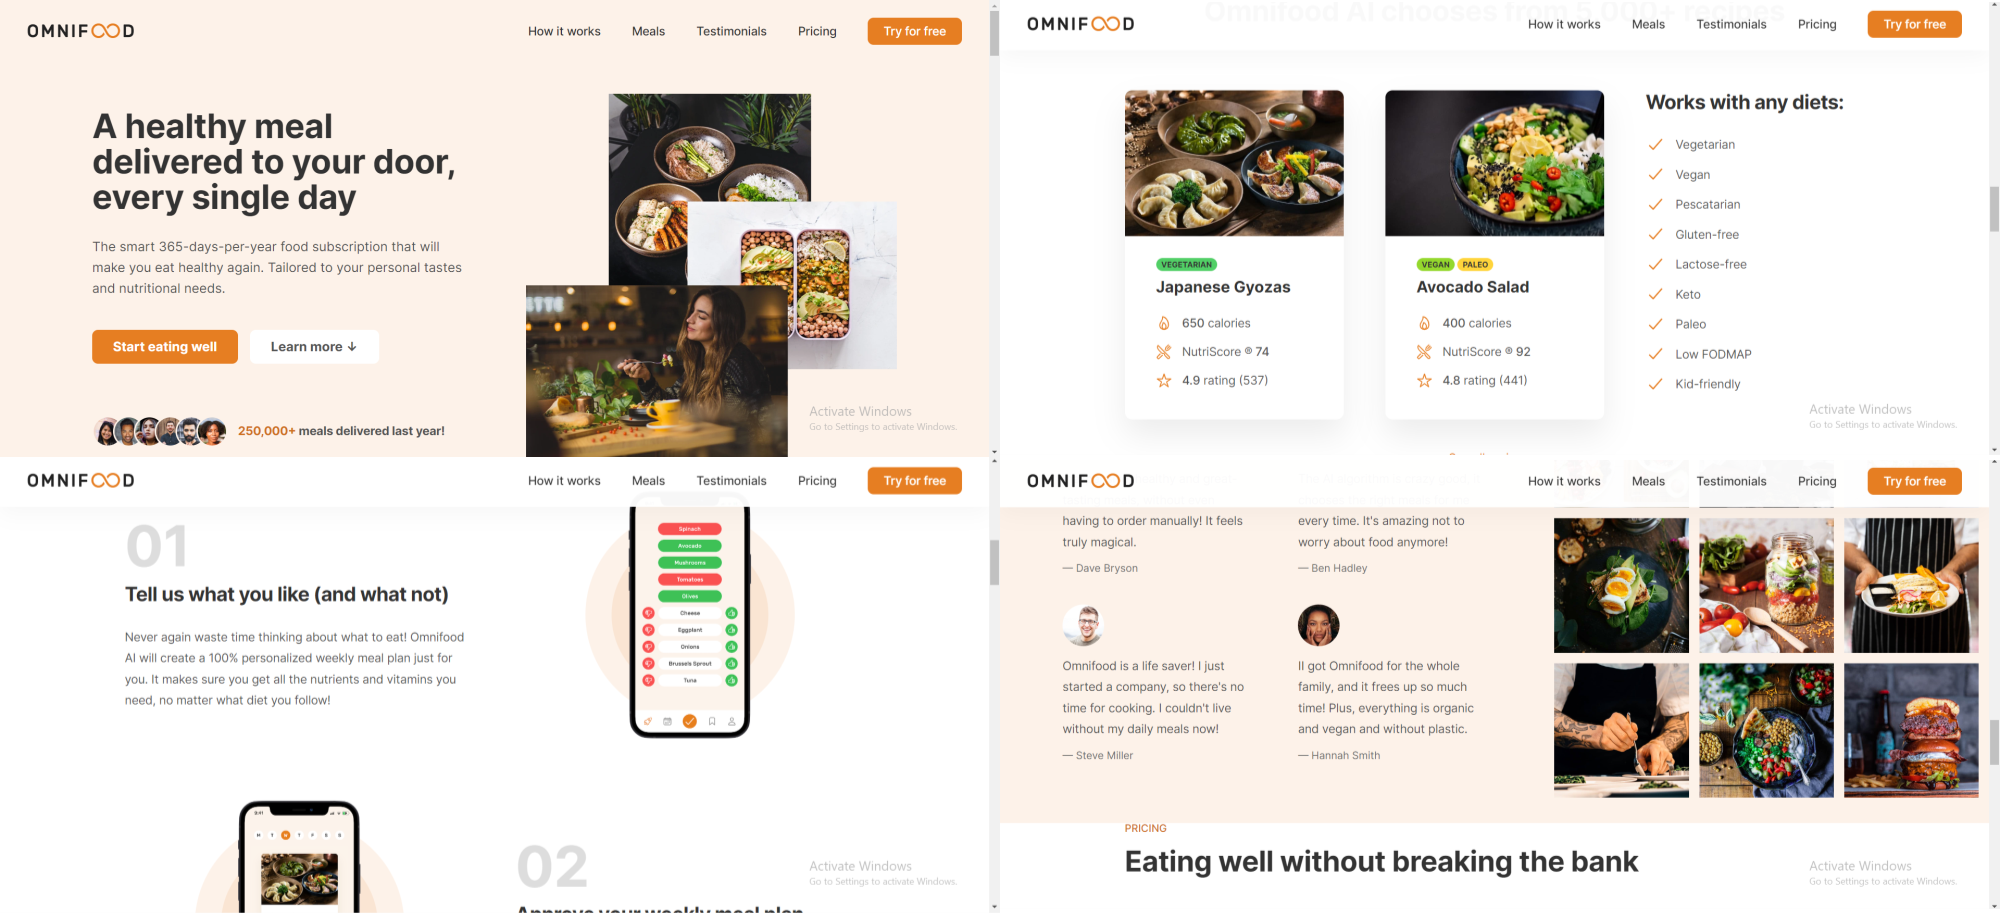 OMNIFOOD
How it works
Meals
Testimonials
Pricing
Try for free
A healthy meal
delivered to your door,
every single day
The smart 365-days-per-year food subscription that will
make you eat healthy again. Tailored to your personal tastes
and nutritional needs.
Start eating well
Learn more ↓
250,000+ meals delivered last year!
Activate Windows
Go to Settings to activate Windows.
Omnifood AI chooses from 5,000+ recipes
OMNIFOOD
How it works
Meals
Testimonials
Pricing
Try for free
VEGETARIAN
Japanese Gyozas
650 calories
NutriScore ® 74
4.9 rating (537)
VEGAN
PALEO
Avocado Salad
400 calories
NutriScore ® 92
4.8 rating (441)
Works with any diets:
Vegetarian
Vegan
Pescatarian
Gluten-free
Lactose-free
Keto
Paleo
Low FODMAP
Kid-friendly
Activate Windows
Go to Settings to activate Windows.
OMNIFOOD
How it works
Meals
Testimonials
Pricing
Try for free
01
Tell us what you like (and what not)
Never again waste time thinking about what to eat! Omnifood
AI will create a 100% personalized weekly meal plan just for
you. It makes sure you get all the nutrients and vitamins you
need, no matter what diet you follow!
Spinach
Avocado
Mushrooms
Tomatoes
Olives
Cheese
Eggplant
Onions
Brussels Sprout
Tuna
9:41
M T W T F S S
02
Approve your weekly meal plan
Activate Windows
Go to Settings to activate Windows.
OMNIFOOD
How it works
Meals
Testimonials
Pricing
Try for free
having to order manually! It feels
truly magical.
— Dave Bryson
every time. It's amazing not to
worry about food anymore!
— Ben Hadley
Omnifood is a life saver! I just
started a company, so there's no
time for cooking. I couldn't live
without my daily meals now!
— Steve Miller
II got Omnifood for the whole
family, and it frees up so much
time! Plus, everything is organic
and vegan and without plastic.
— Hannah Smith
PRICING
Eating well without breaking the bank
Activate Windows
Go to Settings to activate Windows.